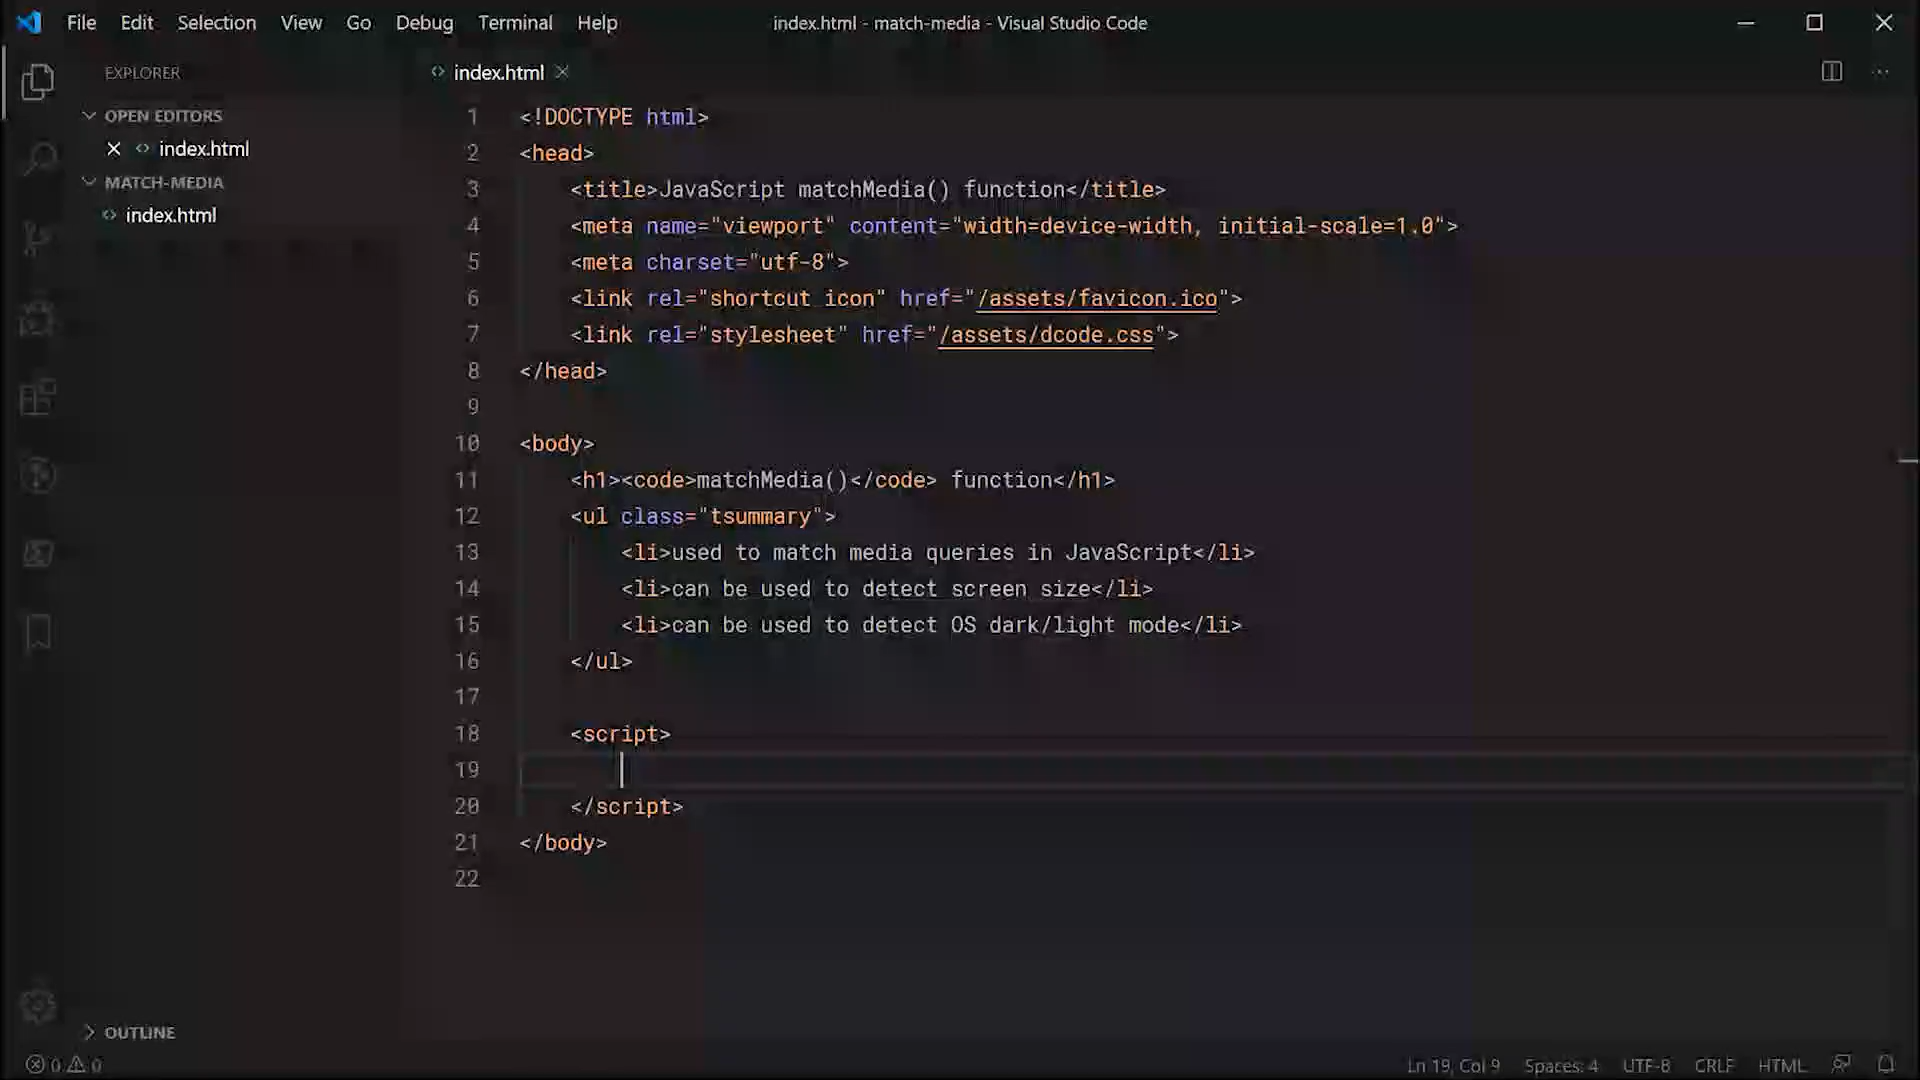 File Edit Selection View Go Debug Terminal Help index.html - match-media - Visual Studio Code
EXPLORER
OPEN EDITORS
index.html
MATCH-MEDIA
index.html
OUTLINE
index.html
1 <!DOCTYPE html>
2 <head>
3 <title>JavaScript matchMedia() function</title>
4 <meta name="viewport" content="width=device-width, initial-scale=1.0">
5 <meta charset="utf-8">
6 <link rel="shortcut icon" href="/assets/favicon.ico">
7 <link rel="stylesheet" href="/assets/dcode.css">
8 </head>
9
10 <body>
11 <h1><code>matchMedia()</code> function</h1>
12 <ul class="tsummary">
13 <li>used to match media queries in JavaScript</li>
14 <li>can be used to detect screen size</li>
15 <li>can be used to detect OS dark/light mode</li>
16 </ul>
17
18 <script>
19
20 </script>
21 </body>
22
0 0 Ln 19, Col 9 Spaces: 4 UTF-8 CRLF HTML